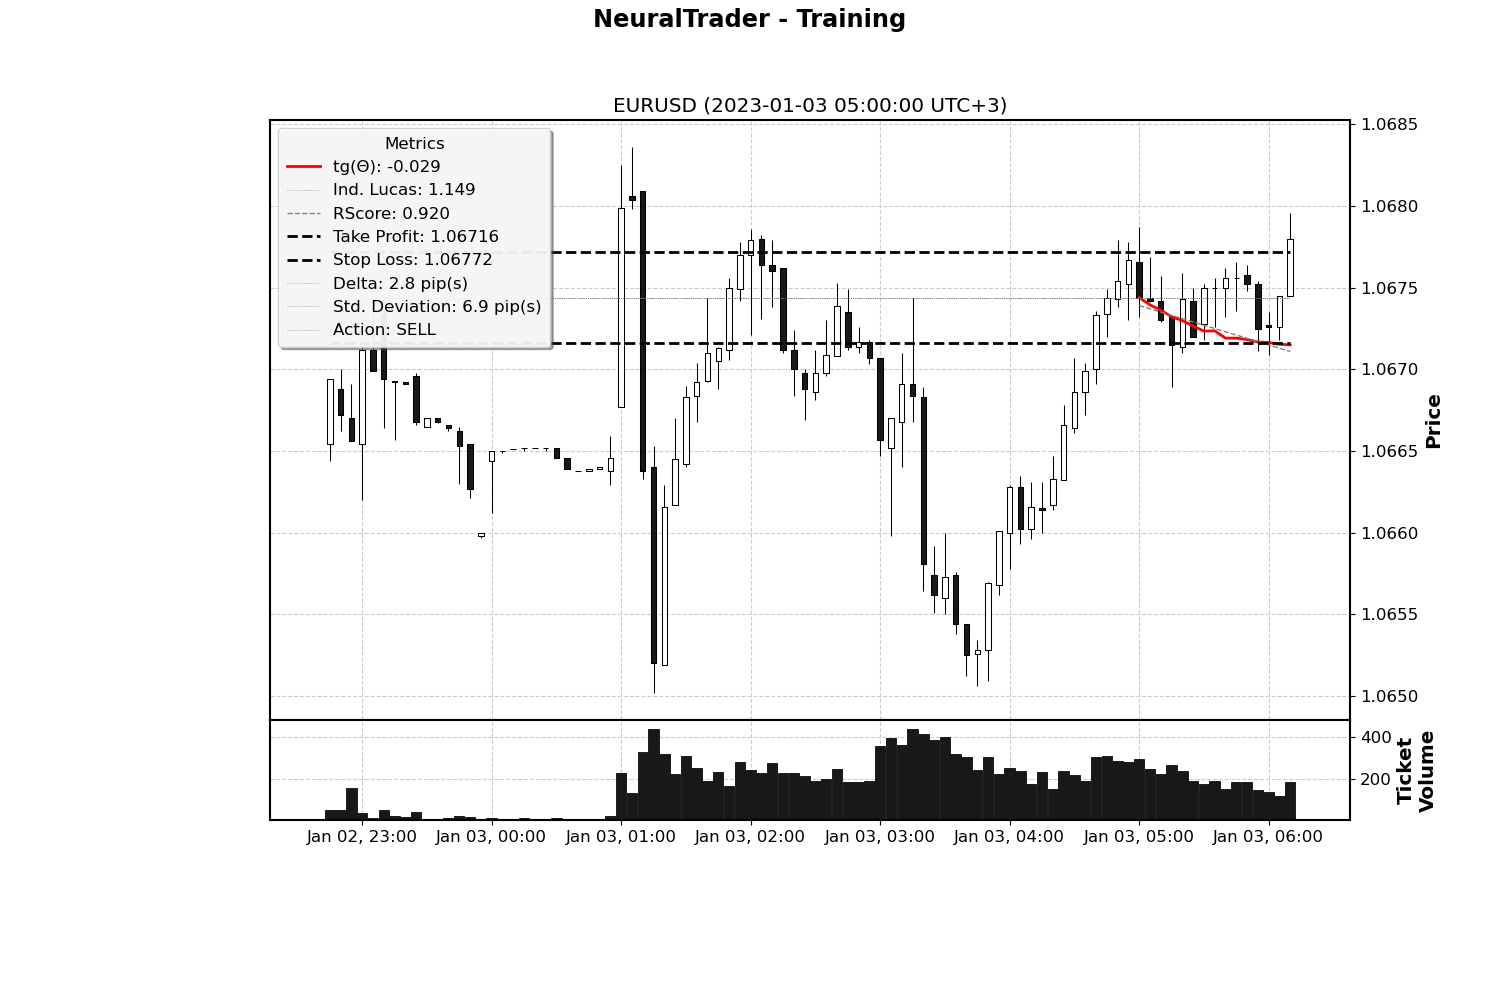 NeuralTrader - Training
EURUSD (2023-01-03 05:00:00 UTC+3)
Metrics
tg(Θ): -0.029
Ind. Lucas: 1.149
RScore: 0.920
Take Profit: 1.06716
Stop Loss: 1.06772
Delta: 2.8 pip(s)
Std. Deviation: 6.9 pip(s)
Action: SELL
1.0685
1.0680
1.0675
1.0670
1.0665
1.0660
1.0655
1.0650
Price
400
200
Ticket
Volume
Jan 02, 23:00
Jan 03, 00:00
Jan 03, 01:00
Jan 03, 02:00
Jan 03, 03:00
Jan 03, 04:00
Jan 03, 05:00
Jan 03, 06:00